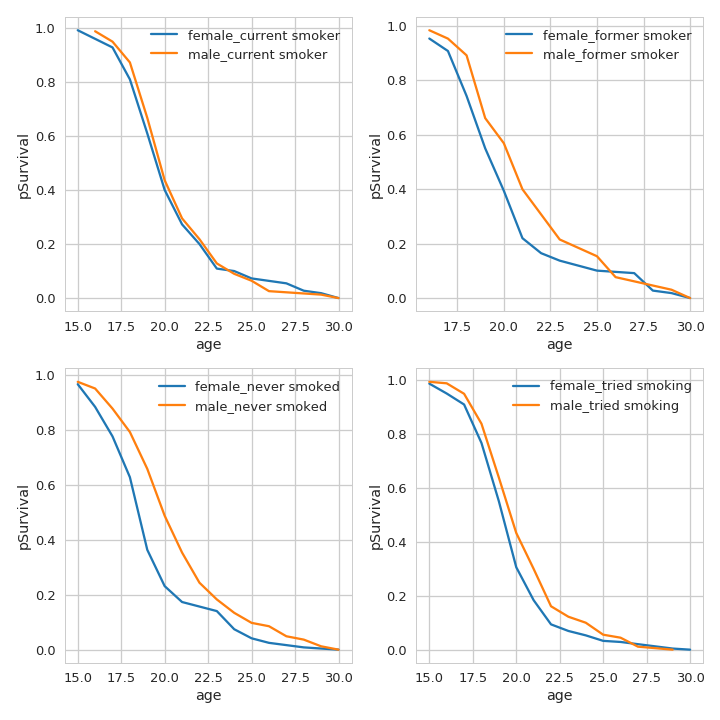 female_current smoker
male_current smoker
pSurvival
1.0
0.8
0.6
0.4
0.2
0.0
15.0 17.5 20.0 22.5 25.0 27.5 30.0
age
female_former smoker
male_former smoker
pSurvival
1.0
0.8
0.6
0.4
0.2
0.0
17.5 20.0 22.5 25.0 27.5 30.0
age
female_never smoked
male_never smoked
pSurvival
1.0
0.8
0.6
0.4
0.2
0.0
15.0 17.5 20.0 22.5 25.0 27.5 30.0
age
female_tried smoking
male_tried smoking
pSurvival
1.0
0.8
0.6
0.4
0.2
0.0
15.0 17.5 20.0 22.5 25.0 27.5 30.0
age